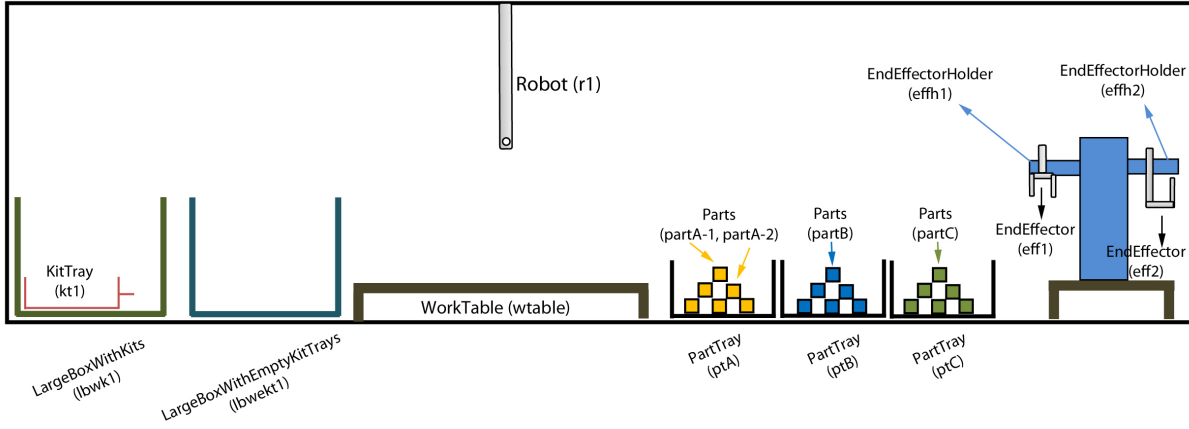 Robot (r1)
EndEffectorHolder
(effh1)
EndEffectorHolder
(effh2)
KitTray
(kt1)
WorkTable (wtable)
Parts
(partA-1, partA-2)
Parts
(partB)
Parts
(partC)
EndEffector
(eff1)
EndEffector
(eff2)
LargeBoxWithKits
(lbwk1)
LargeBoxWithEmptyKitTrays
(lbwekt1)
PartTray
(ptA)
PartTray
(ptB)
PartTray
(ptC)